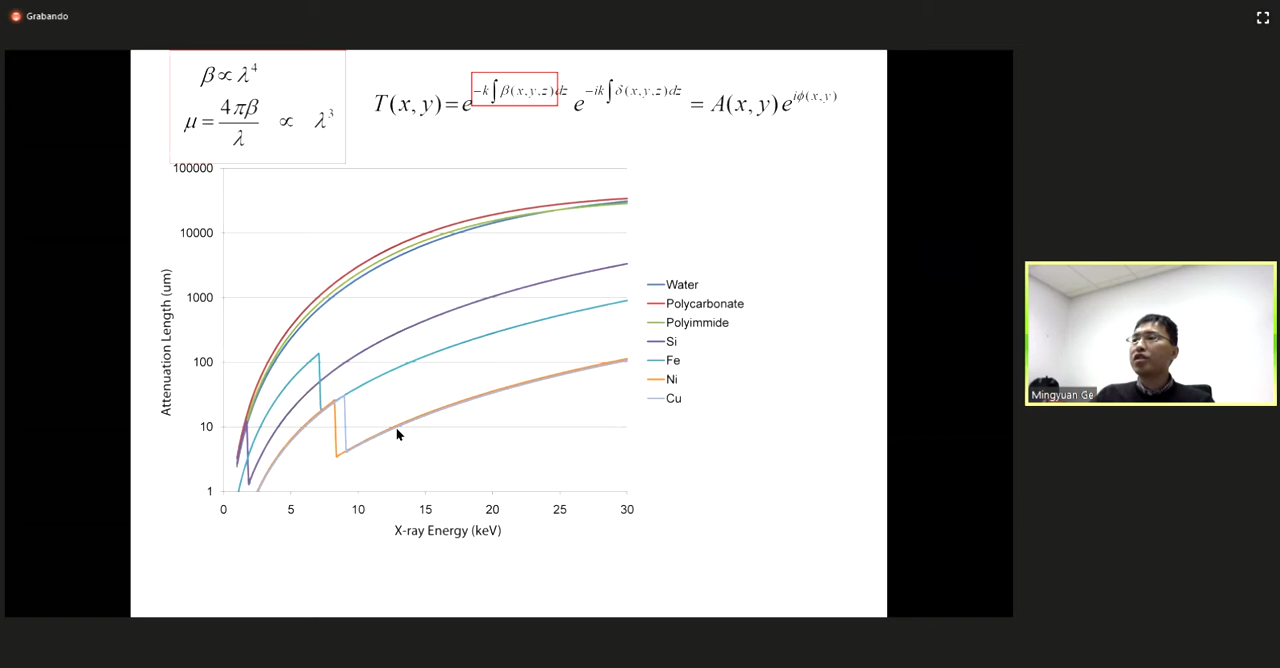 Grabando
β ∝ λ⁴
μ = 4πβ / λ ∝ λ³
T(x, y) = e^{-k∫β(x,y,z)dz} e^{-ik∫δ(x,y,z)dz} = A(x, y)e^{iφ(x,y)}
100000
10000
1000
100
10
1
Attenuation Length (um)
0 5 10 15 20 25 30
X-ray Energy (keV)
Water
Polycarbonate
Polyimmide
Si
Fe
Ni
Cu
Mingyuan Ge